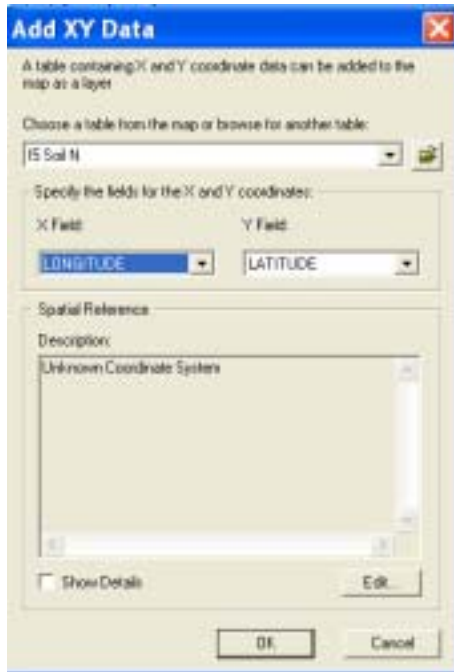 Add XY Data
A table containing X and Y coordinate data can be added to the
map as a layer
Choose a table from the map or browse for another table:
Soil N
Specify the fields for the X and Y coordinates:
X Field: Y Field:
LONGITUDE LATITUDE
Spatial Reference
Description:
Unknown Coordinate System
Show Details Edit...
OK Cancel